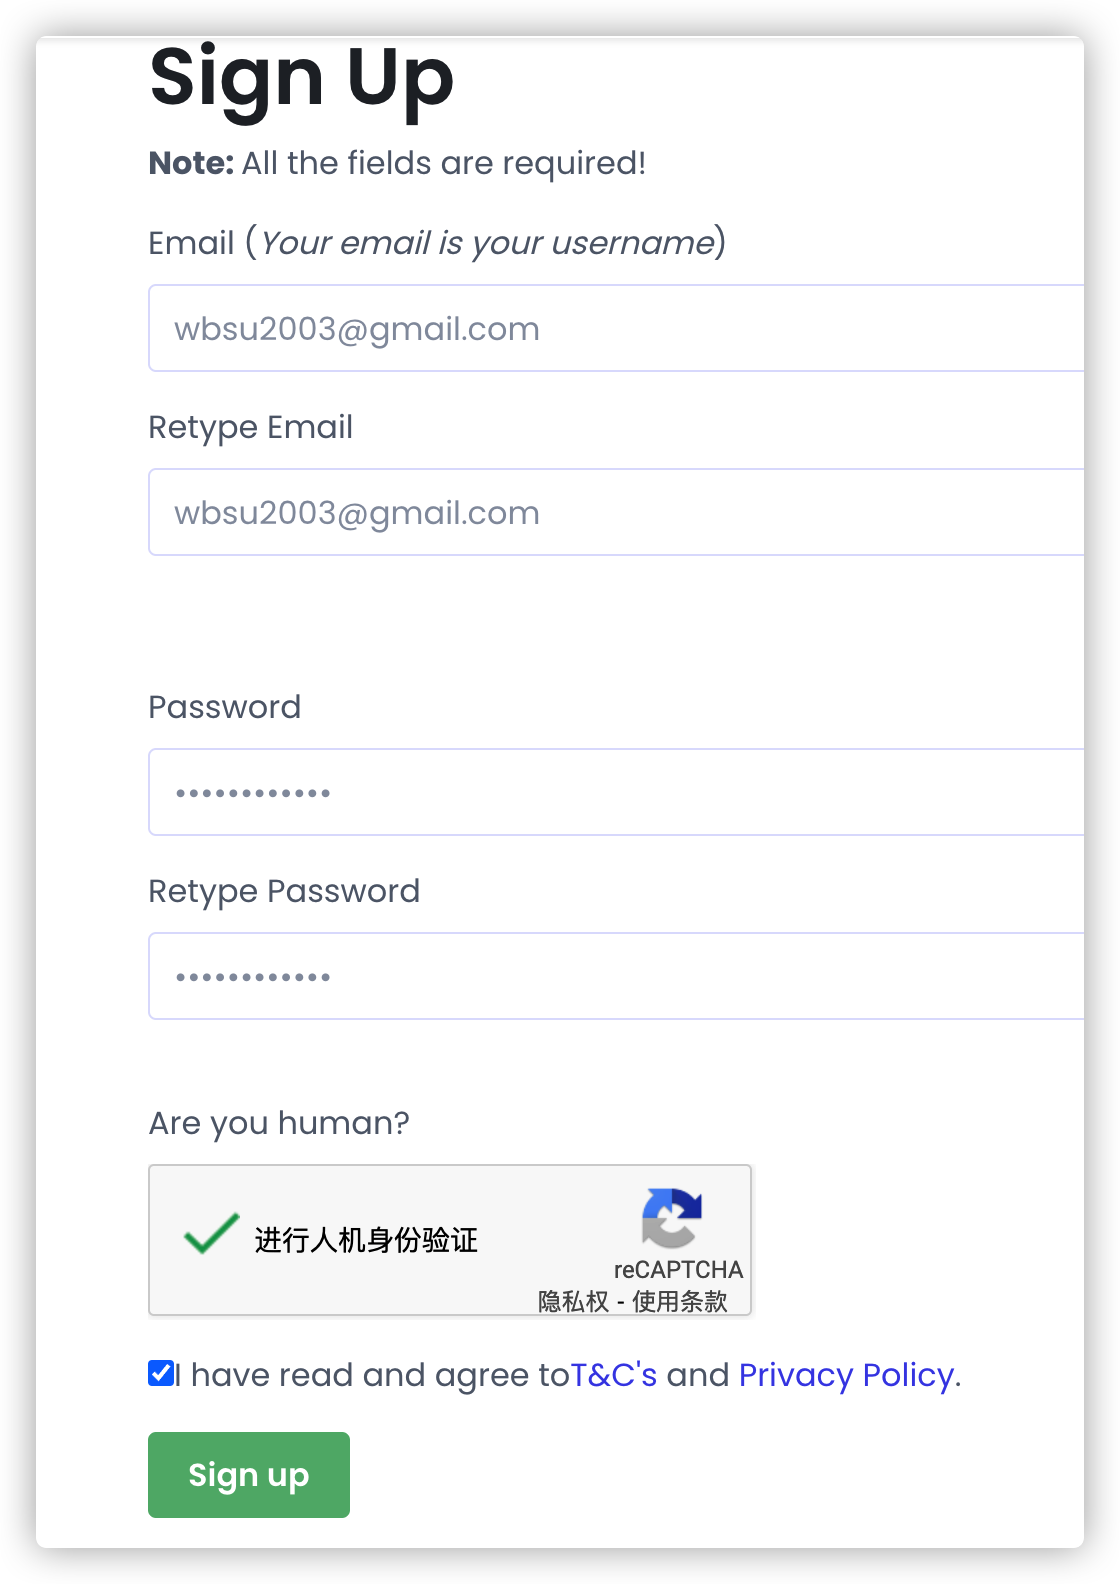 Sign Up
Note: All the fields are required!
Email (Your email is your username)
wbsu2003@gmail.com
Retype Email
wbsu2003@gmail.com
Password
••••••••••••
Retype Password
••••••••••••
Are you human?
进行人机身份验证
reCAPTCHA
隐私权 - 使用条款
I have read and agree toT&C's and Privacy Policy.
Sign up